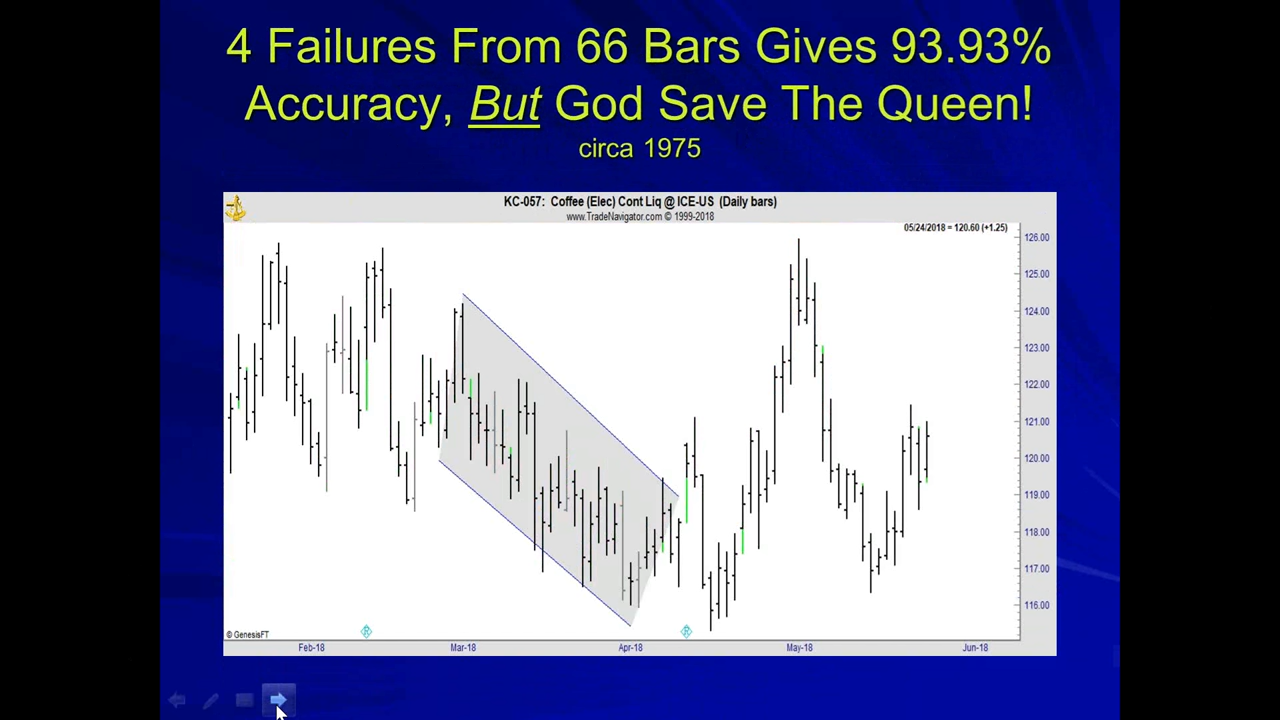 4 Failures From 66 Bars Gives 93.93%
Accuracy, But God Save The Queen!
circa 1975
KC-057: Coffee (Elec) Cont Liq @ ICE-US (Daily bars)
www.TradeNavigator.com © 1999-2018
05/24/2018 = 120.60 (+1.25)
126.00
125.00
124.00
123.00
122.00
121.00
120.00
119.00
118.00
117.00
116.00
R
R
© GenesisFT
Feb-18
Mar-18
Apr-18
May-18
Jun-18